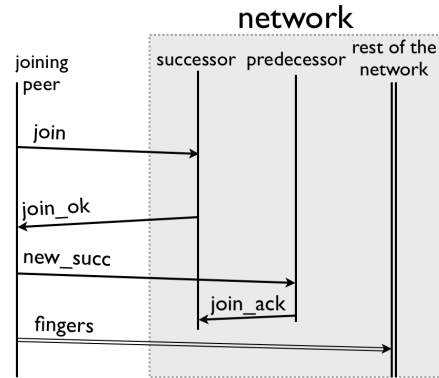 network
joining
peer
successor
predecessor
rest of the
network
join
join_ok
new_succ
join_ack
fingers